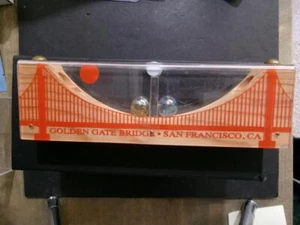 GOLDEN GATE BRIDGE • SAN FRANCISCO, CA